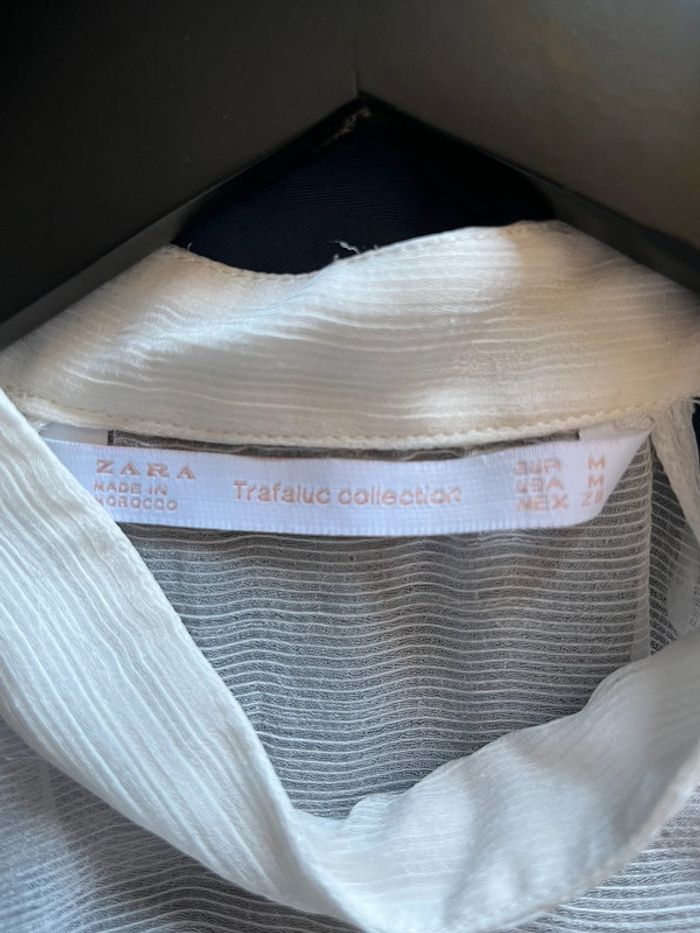 ZARA
MADE IN
MOROCCO
Trafaluc collection
EUR M
USA M
MEX 28